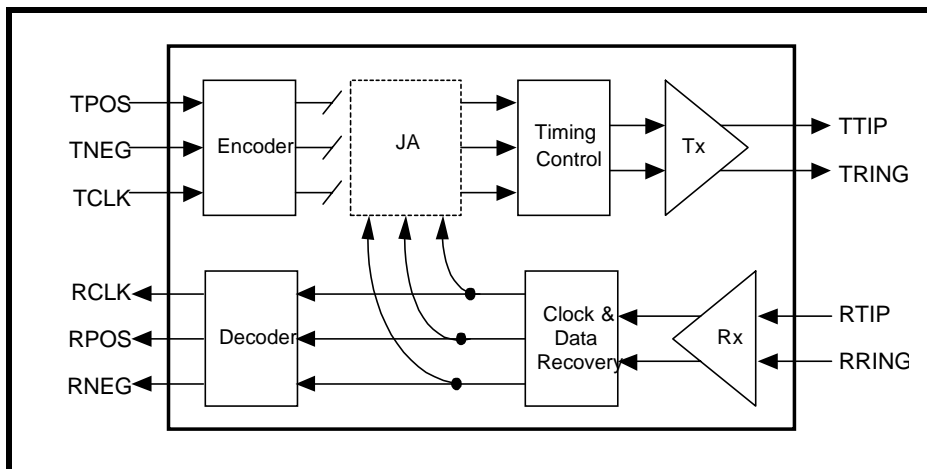 TPOS
TNEG
TCLK
Encoder
JA
Timing
Control
Tx
TTIP
TRING
RCLK
RPOS
RNEG
Decoder
Clock &
Data
Recovery
Rx
RTIP
RRING